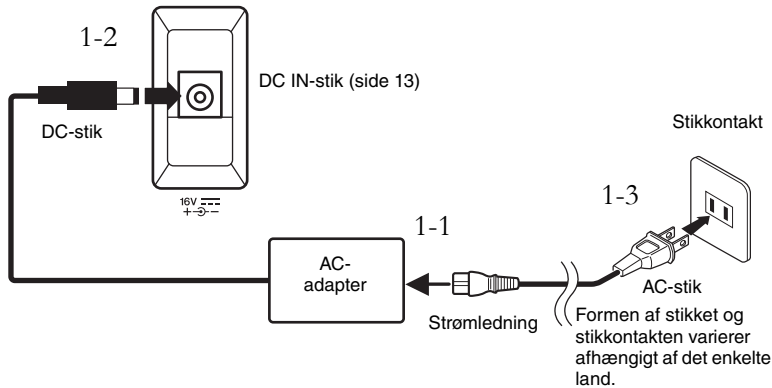 1-2
DC IN-stik (side 13)
DC-stik
16V
Stikkontakt
1-3
1-1
AC-
adapter
Strømledning
AC-stik
Formen af stikket og
stikkontakten varierer
afhængigt af det enkelte
land.